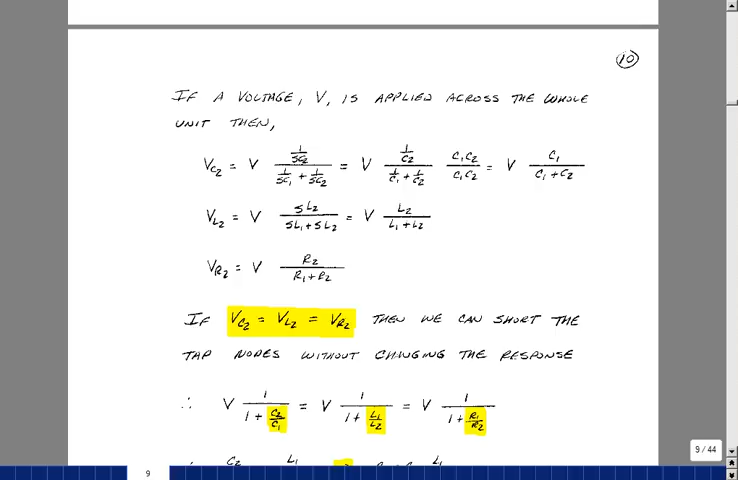 10
IF A VOLTAGE, V, IS APPLIED ACROSS THE WHOLE
UNIT THEN,
V_C2 = V (1/SC2)/(1/SC1 + 1/SC2) = V (1/C2)/(1/C1 + 1/C2) (C1C2)/(C1C2) = V C1/(C1 + C2)
V_L2 = V SL2/(SL1 + SL2) = V L2/(L1 + L2)
V_R2 = V R2/(R1 + R2)
IF V_C2 = V_L2 = V_R2 THEN WE CAN SHORT THE
TAP NODES WITHOUT CHANGING THE RESPONSE
∴ V 1/(1 + C2/C1) = V 1/(1 + L1/L2) = V 1/(1 + R1/R2)
C2 L1 L1
9 / 44
9